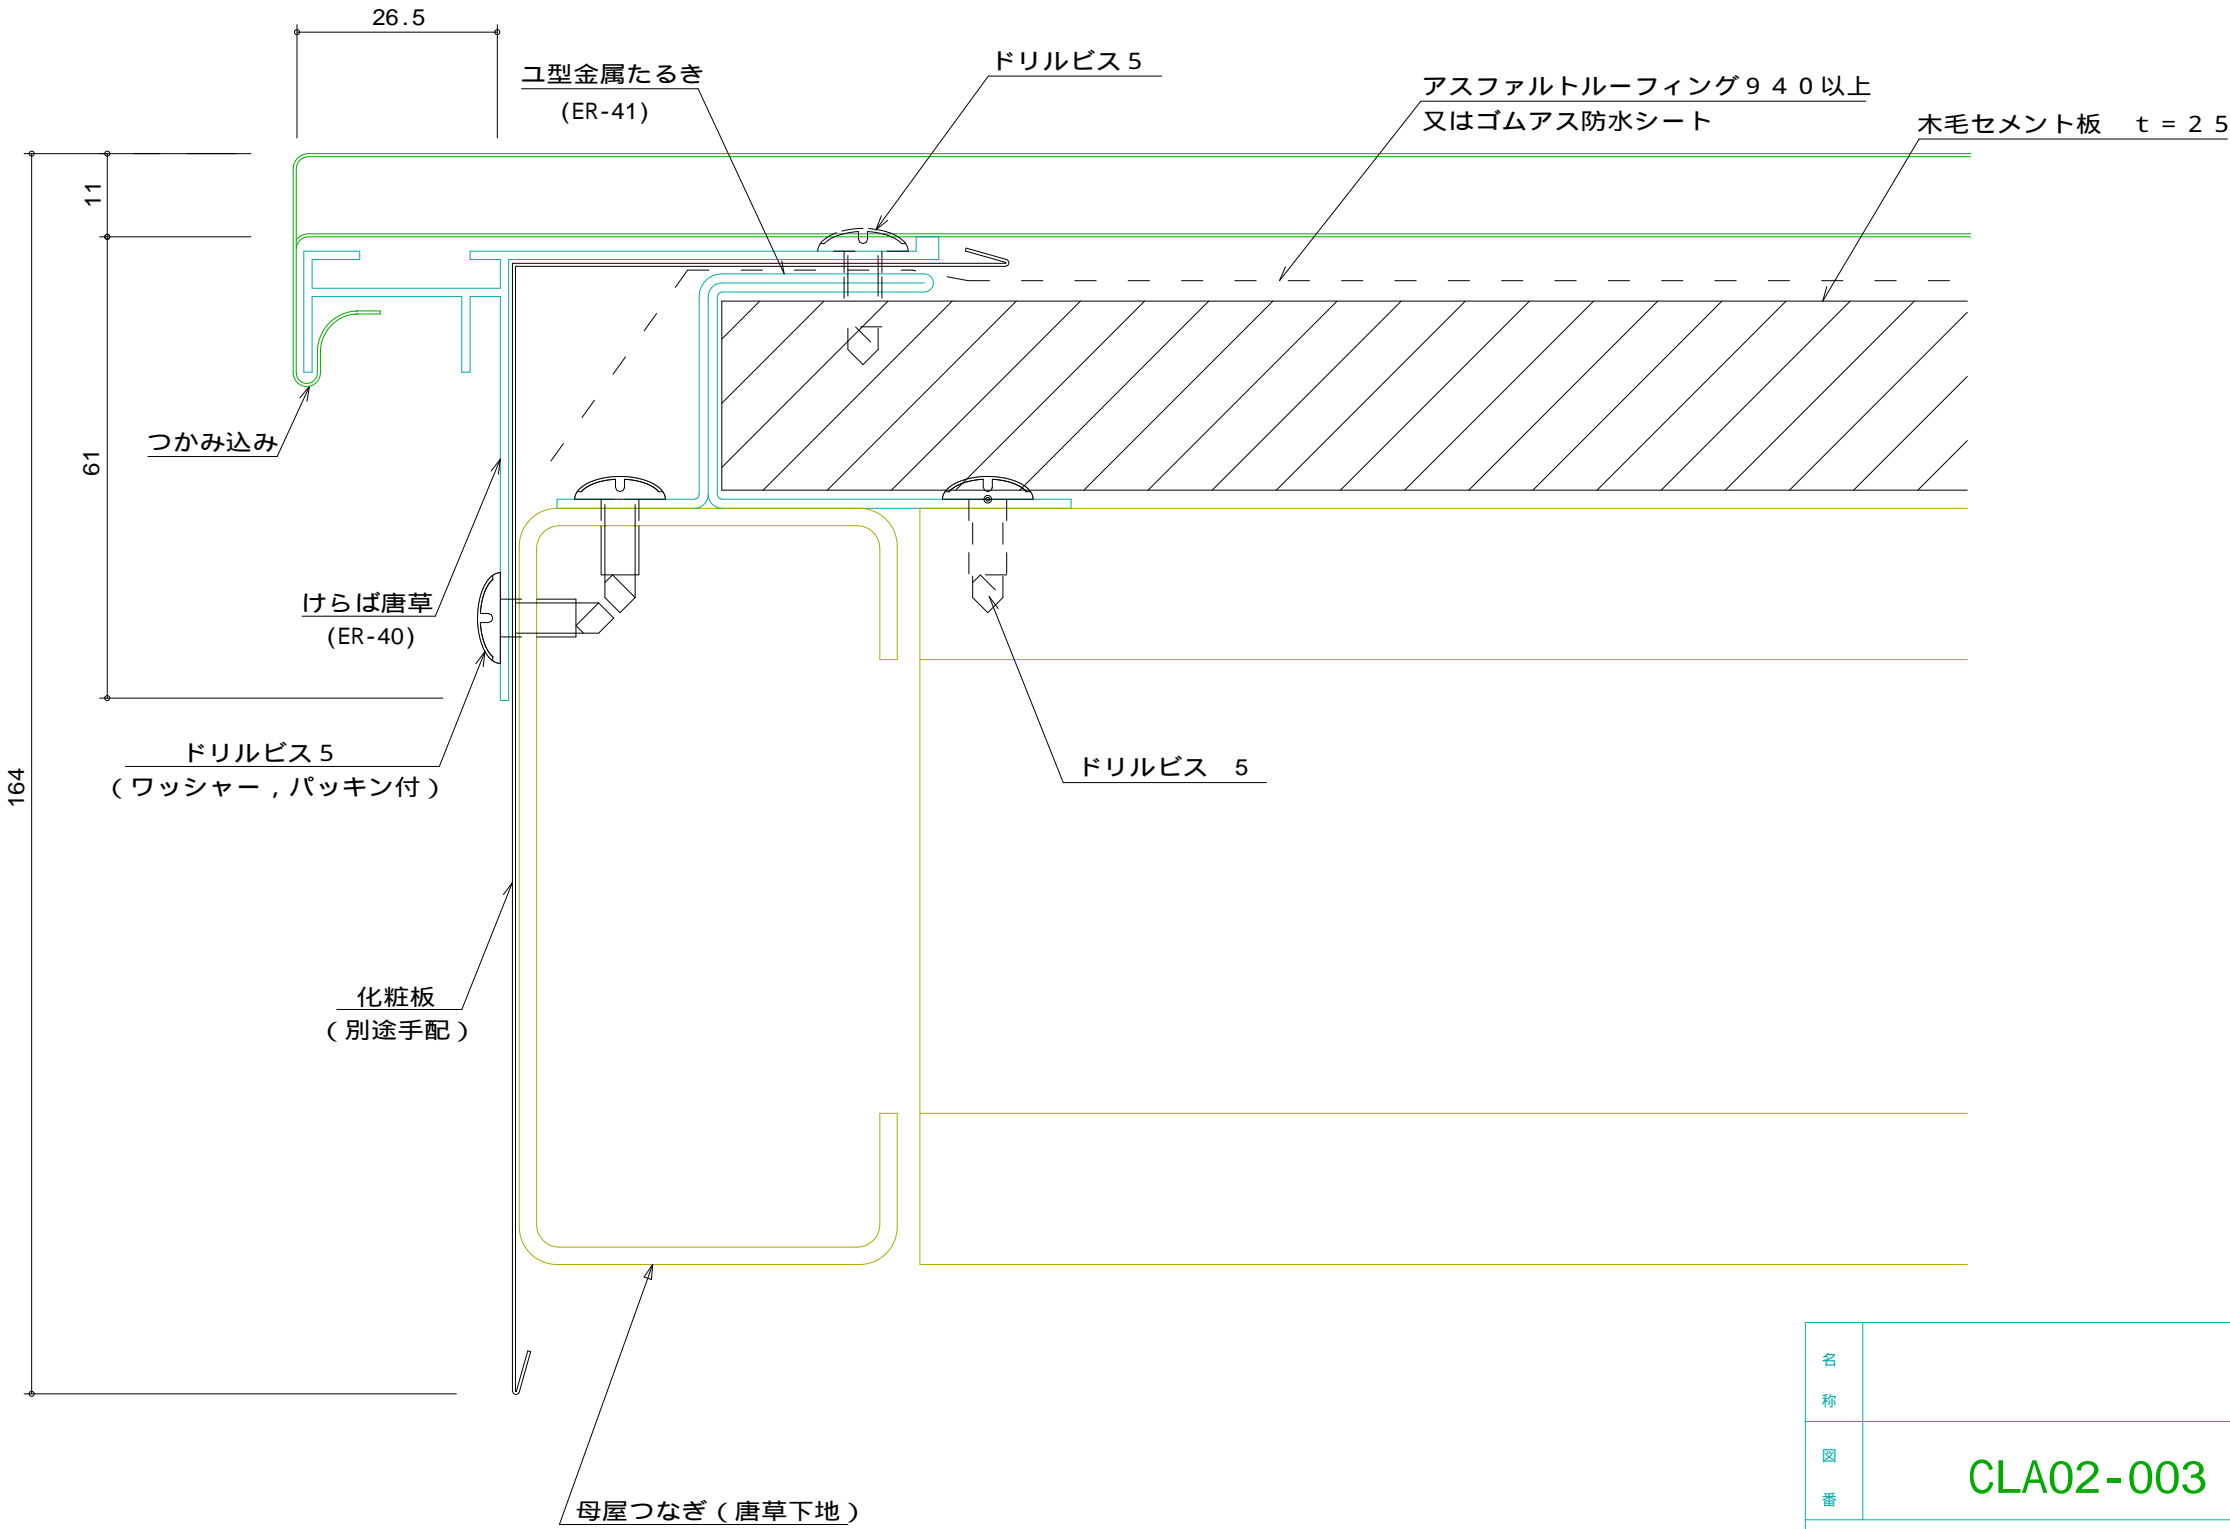 26.5
ユ型金属たるき
(ER-41)
ドリルビス5
アスファルトルーフィング940以上
又はゴムアス防水シート
木毛セメント板　t=25
11
61
164
つかみ込み
けらば唐草
(ER-40)
ドリルビス5
(ワッシャー,パッキン付)
ドリルビス　5
化粧板
(別途手配)
母屋つなぎ(唐草下地)
名称
図番
CLA02-003